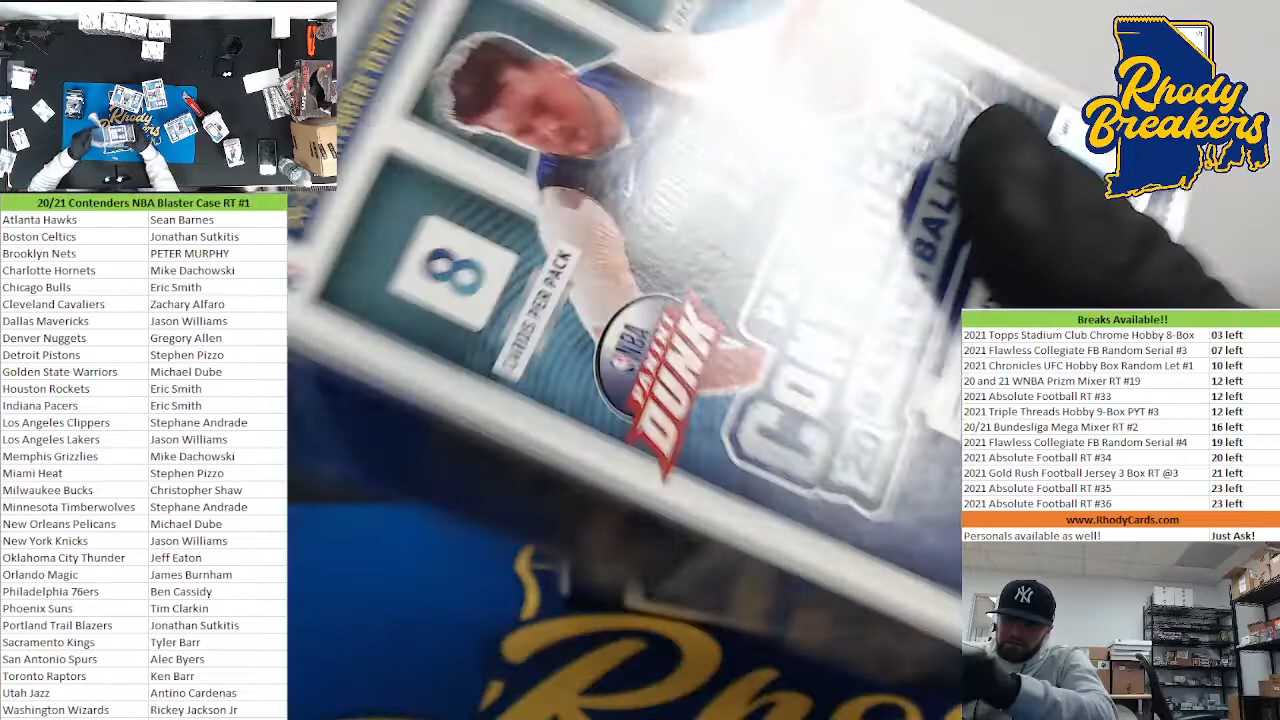 20/21 Contenders NBA Blaster Case RT #1
Atlanta Hawks Sean Barnes
Boston Celtics Jonathan Sutkitis
Brooklyn Nets PETER MURPHY
Charlotte Hornets Mike Dachowski
Chicago Bulls Eric Smith
Cleveland Cavaliers Zachary Alfaro
Dallas Mavericks Jason Williams
Denver Nuggets Gregory Allen
Detroit Pistons Stephen Pizzo
Golden State Warriors Michael Dube
Houston Rockets Eric Smith
Indiana Pacers Eric Smith
Los Angeles Clippers Stephane Andrade
Los Angeles Lakers Jason Williams
Memphis Grizzlies Mike Dachowski
Miami Heat Stephen Pizzo
Milwaukee Bucks Christopher Shaw
Minnesota Timberwolves Stephane Andrade
New Orleans Pelicans Michael Dube
New York Knicks Jason Williams
Oklahoma City Thunder Jeff Eaton
Orlando Magic James Burnham
Philadelphia 76ers Ben Cassidy
Phoenix Suns Tim Clarkin
Portland Trail Blazers Jonathan Sutkitis
Sacramento Kings Tyler Barr
San Antonio Spurs Alec Byers
Toronto Raptors Ken Barr
Utah Jazz Antino Cardenas
Washington Wizards Rickey Jackson Jr
8
CARDS PER PACK
NBA
DUNK
BALL
Rhody
Breakers
Breaks Available!!
2021 Topps Stadium Club Chrome Hobby 8-Box 03 left
2021 Flawless Collegiate FB Random Serial #3 07 left
2021 Chronicles UFC Hobby Box Random Let #1 10 left
20 and 21 WNBA Prizm Mixer RT #19 12 left
2021 Absolute Football RT #33 12 left
2021 Triple Threads Hobby 9-Box PYT #3 12 left
20/21 Bundesliga Mega Mixer RT #2 16 left
2021 Flawless Collegiate FB Random Serial #4 19 left
2021 Absolute Football RT #34 20 left
2021 Gold Rush Football Jersey 3 Box RT @3 21 left
2021 Absolute Football RT #35 23 left
2021 Absolute Football RT #36 23 left
www.RhodyCards.com
Personals available as well! Just Ask!